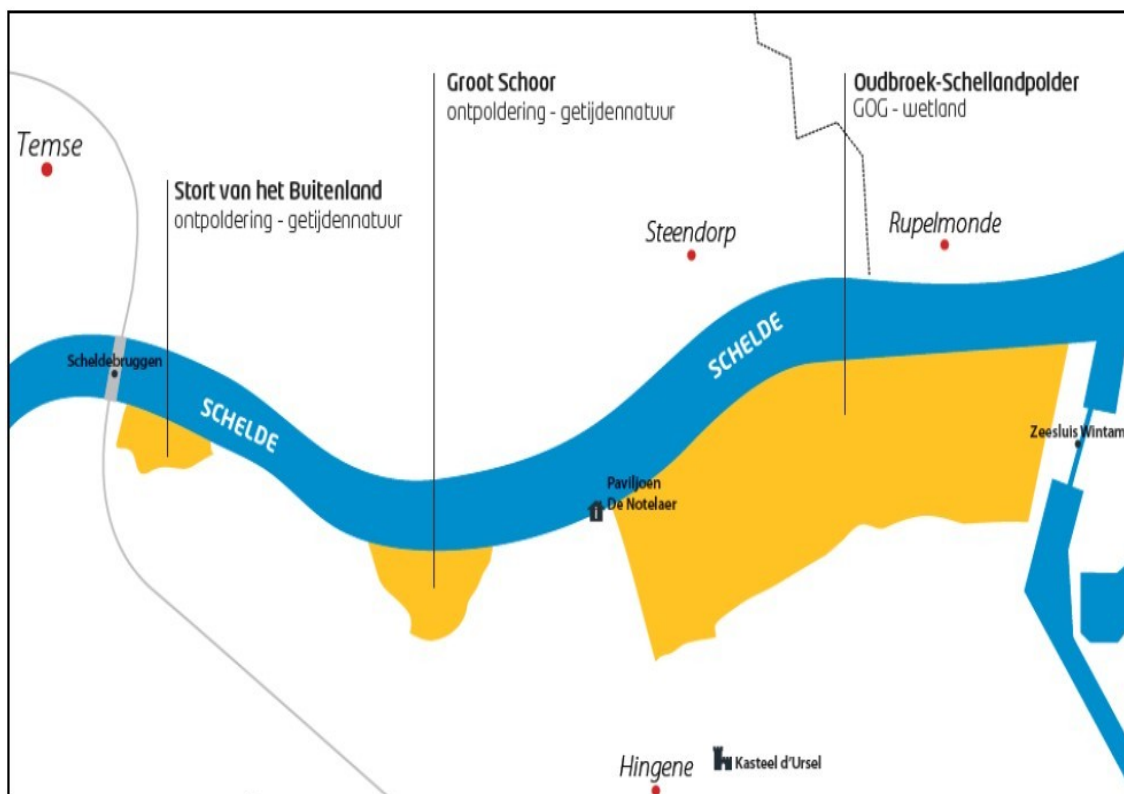 Groot Schoor
ontpoldering - getijdennatuur
Oudbroek-Schellandpolder
GOG - wetland
Temse
Stort van het Buitenland
ontpoldering - getijdennatuur
Steendorp
Rupelmonde
Scheldebruggen
SCHELDE
SCHELDE
Zeesluis Wintam
Paviljoen
De Notelaer
Hingene
Kasteel d'Ursel